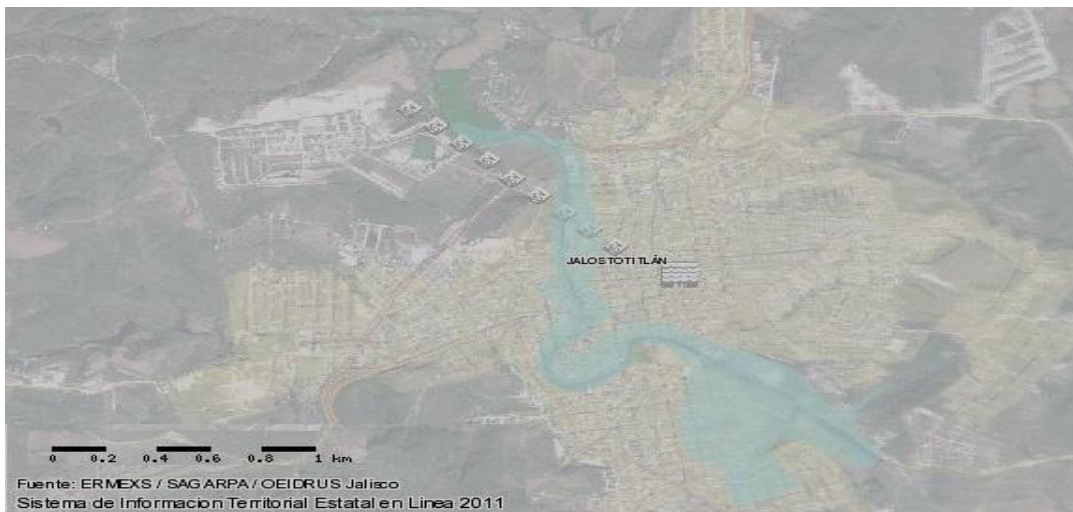 JALOSTOTITLÁN
0 0.2 0.4 0.6 0.8 1 km
Fuente: ERMEXS / SAGARPA / OEIDRUS Jalisco
Sistema de Informacion Territorial Estatal en Linea 2011